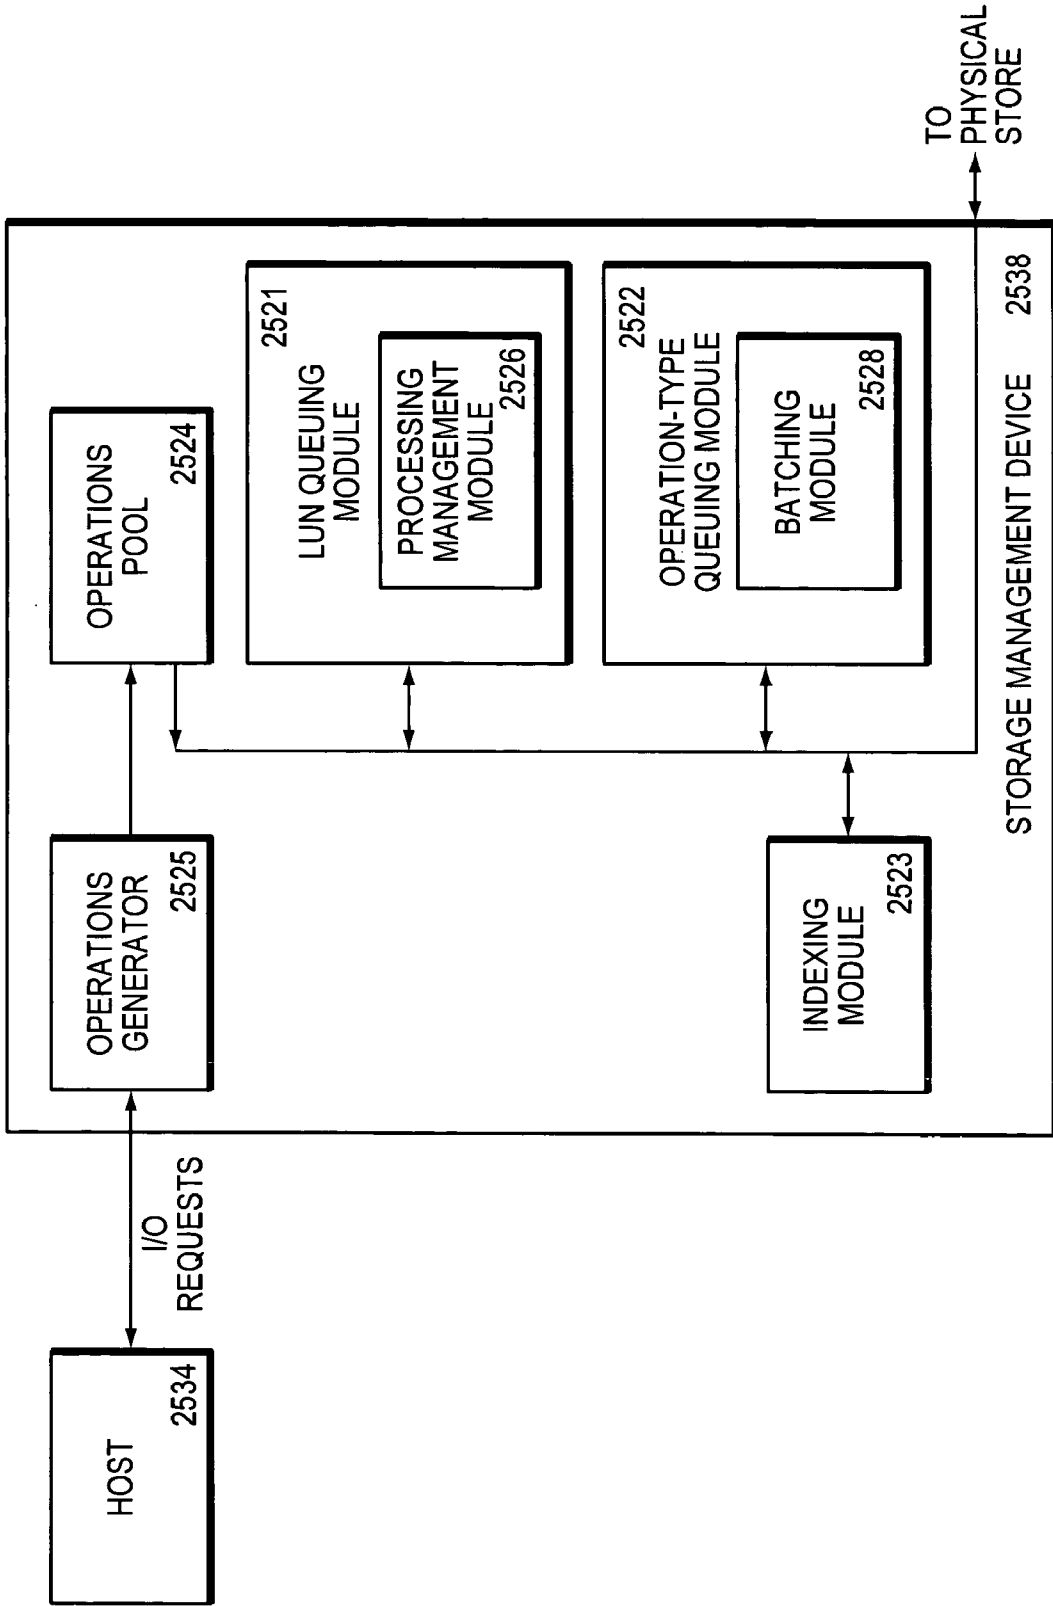 HOST
2534
I/O
REQUESTS
OPERATIONS
GENERATOR
2525
OPERATIONS
POOL
2524
2521
LUN QUEUING
MODULE
PROCESSING
MANAGEMENT
MODULE
2526
2522
OPERATION-TYPE
QUEUING MODULE
BATCHING
MODULE
2528
INDEXING
MODULE
2523
STORAGE MANAGEMENT DEVICE 2538
TO
PHYSICAL
STORE